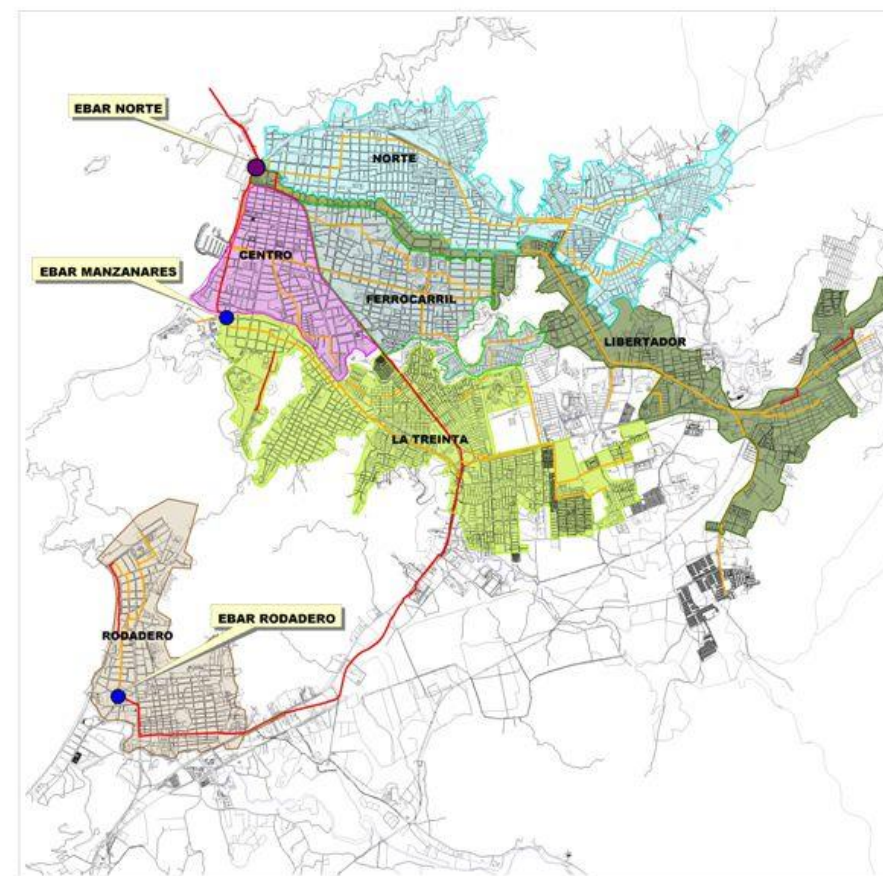 EBAR NORTE
NORTE
CENTRO
EBAR MANZANARES
FERROCARRIL
LIBERTADOR
LA TREINTA
EBAR RODADERO
RODADERO